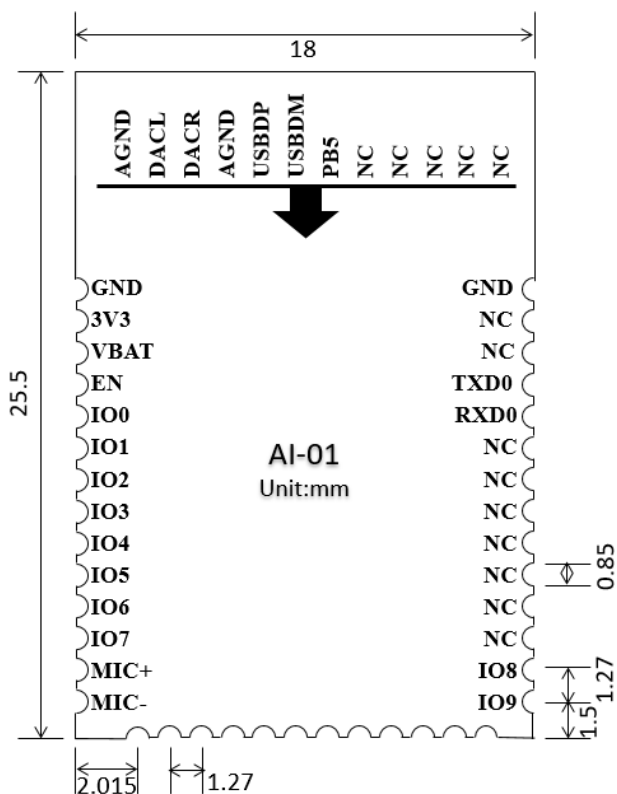 18
25.5
AGND
DACL
DACR
AGND
USBDP
USBDM
PB5
NC
NC
NC
NC
NC
GND GND
3V3 NC
VBAT NC
EN TXD0
IO0 RXD0
IO1 NC
IO2 NC
IO3 NC
IO4 NC
IO5 NC
IO6 NC
IO7 NC
MIC+ IO8
MIC- IO9
AI-01
Unit:mm
0.85
1.27
1.5
2.015
1.27